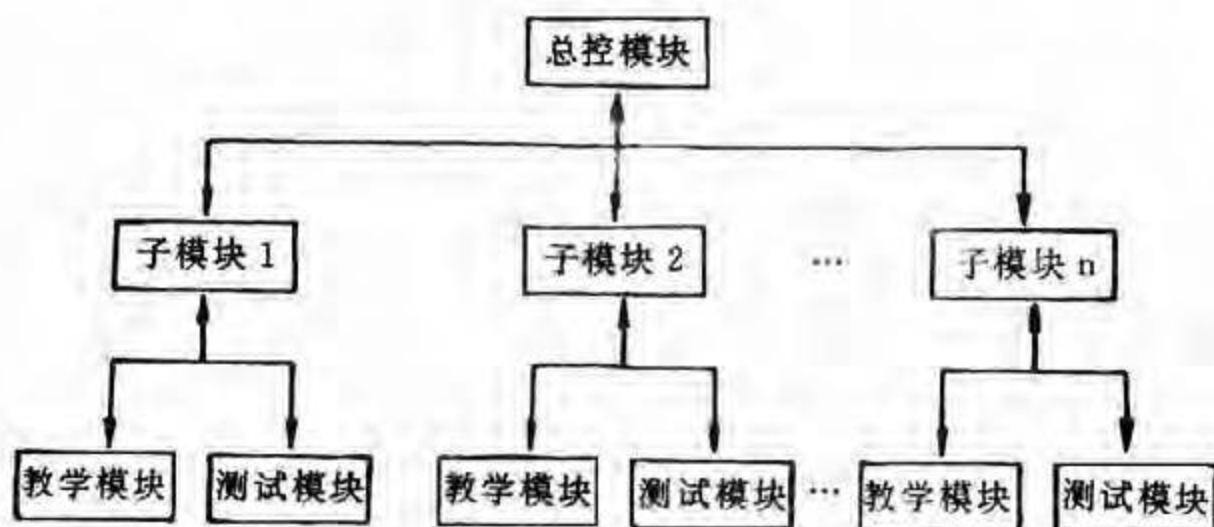 总控模块
子模块 1 子模块 2 … 子模块 n
教学模块 测试模块 教学模块 测试模块 … 教学模块 测试模块